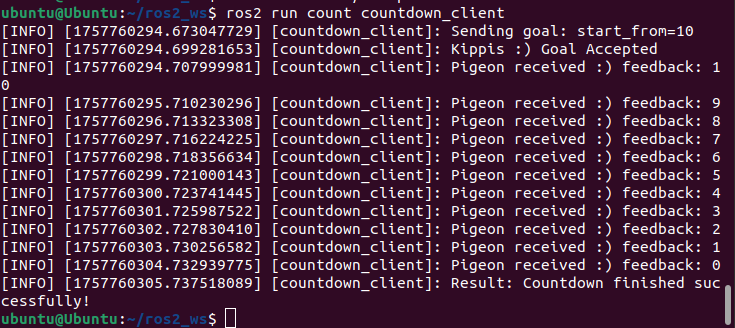 ubuntu@Ubuntu:~/ros2_ws$ ros2 run count countdown_client
[INFO] [1757760294.673047729] [countdown_client]: Sending goal: start_from=10
[INFO] [1757760294.699281653] [countdown_client]: Kippis :) Goal Accepted
[INFO] [1757760294.707999981] [countdown_client]: Pigeon received :) feedback: 1
0
[INFO] [1757760295.710230296] [countdown_client]: Pigeon received :) feedback: 9
[INFO] [1757760296.713323308] [countdown_client]: Pigeon received :) feedback: 8
[INFO] [1757760297.716224225] [countdown_client]: Pigeon received :) feedback: 7
[INFO] [1757760298.718356634] [countdown_client]: Pigeon received :) feedback: 6
[INFO] [1757760299.721000143] [countdown_client]: Pigeon received :) feedback: 5
[INFO] [1757760300.723741445] [countdown_client]: Pigeon received :) feedback: 4
[INFO] [1757760301.725987522] [countdown_client]: Pigeon received :) feedback: 3
[INFO] [1757760302.727830410] [countdown_client]: Pigeon received :) feedback: 2
[INFO] [1757760303.730256582] [countdown_client]: Pigeon received :) feedback: 1
[INFO] [1757760304.732939775] [countdown_client]: Pigeon received :) feedback: 0
[INFO] [1757760305.737518089] [countdown_client]: Result: Countdown finished suc
cessfully!
ubuntu@Ubuntu:~/ros2_ws$